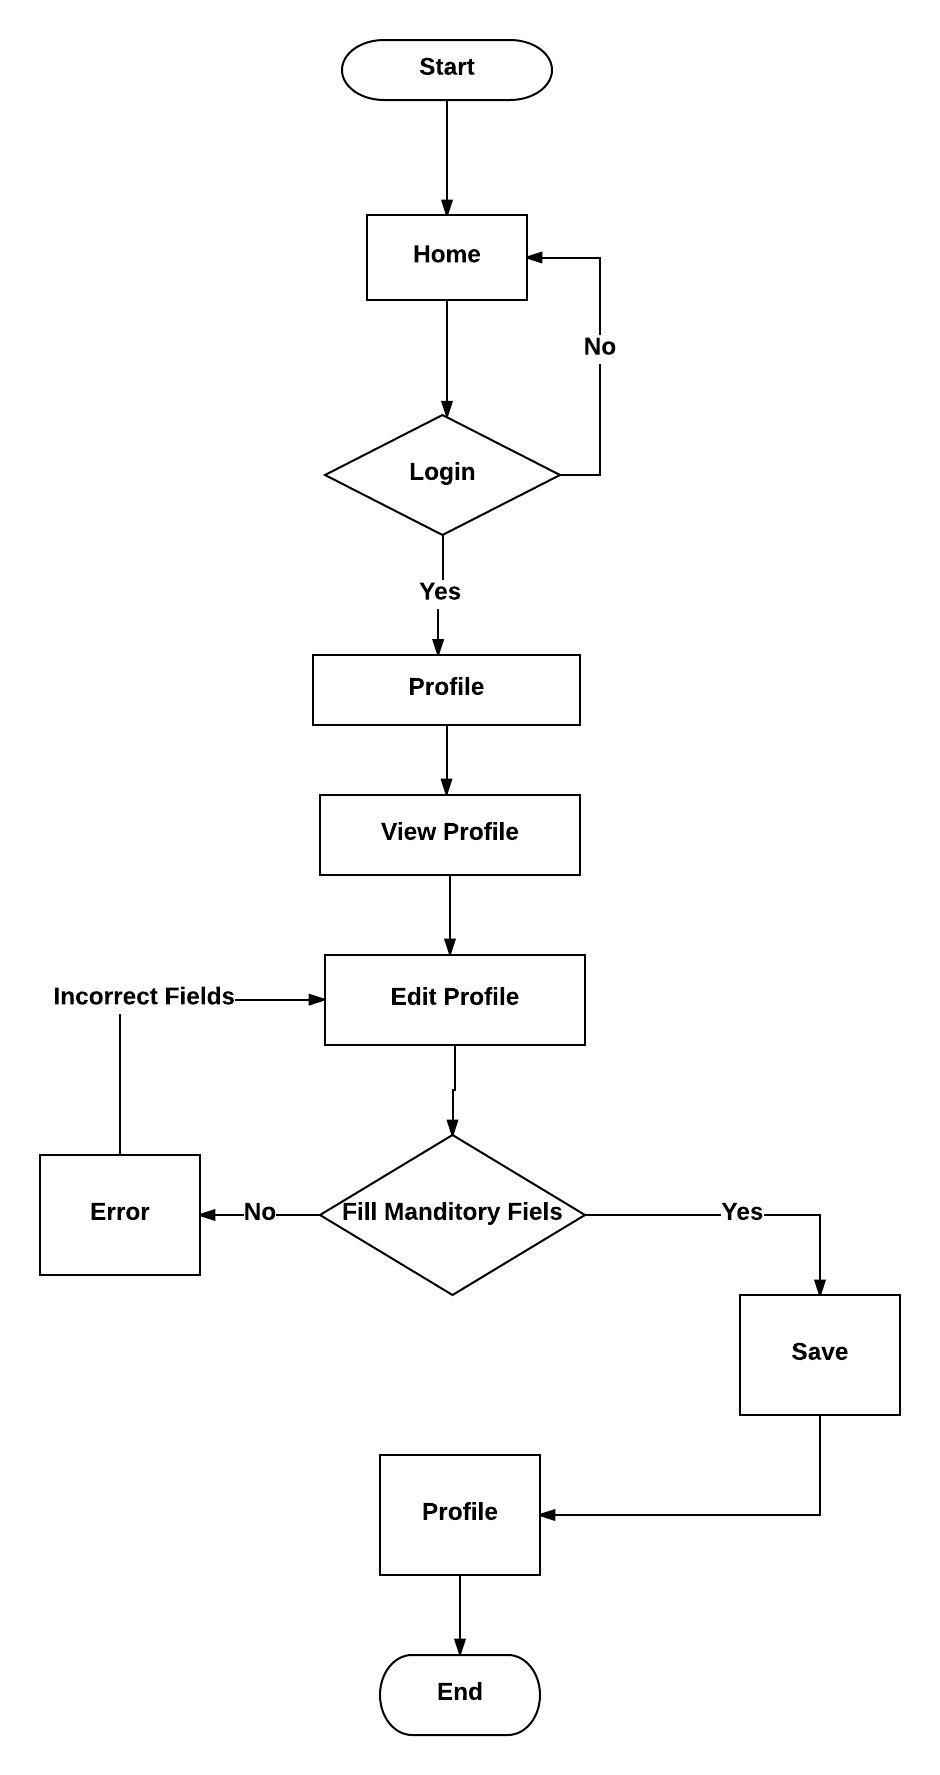 Start
Home
No
Login
Yes
Profile
View Profile
Incorrect Fields
Edit Profile
Error
No
Fill Manditory Fiels
Yes
Save
Profile
End